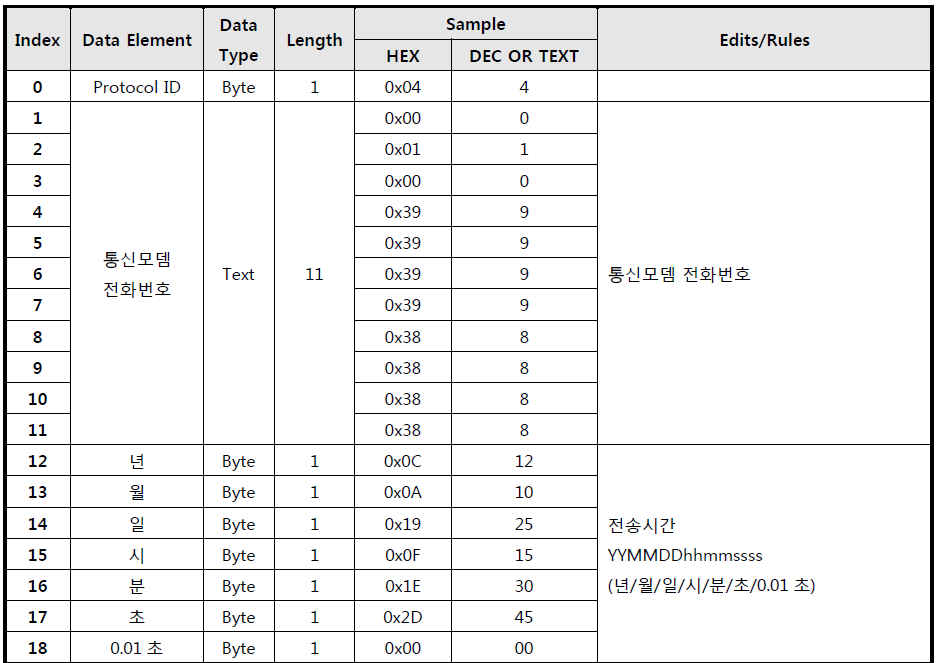 Index Data Element Data Type Length Sample Edits/Rules
HEX DEC OR TEXT
0 Protocol ID Byte 1 0x04 4
1 통신모뎀 전화번호 Text 11 0x00 0 통신모뎀 전화번호
2 0x01 1
3 0x00 0
4 0x39 9
5 0x39 9
6 0x39 9
7 0x39 9
8 0x38 8
9 0x38 8
10 0x38 8
11 0x38 8
12 년 Byte 1 0x0C 12 전송시간
13 월 Byte 1 0x0A 10 YYMMDDhhmmssss
14 일 Byte 1 0x19 25 (년/월/일/시/분/초/0.01 초)
15 시 Byte 1 0x0F 15
16 분 Byte 1 0x1E 30
17 초 Byte 1 0x2D 45
18 0.01 초 Byte 1 0x00 00